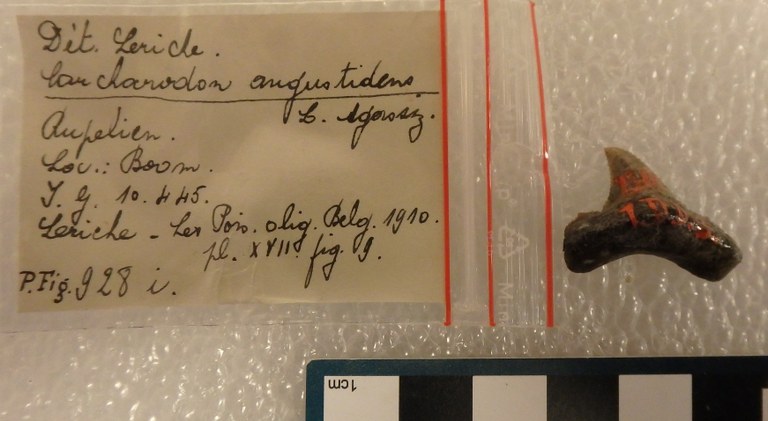 Dét. Leriche.
Carcharodon angustidens
L. Agassiz.
Rupélien.
Loc.: Boom.
I. G. 10.445.
Leriche - Les Pois. olig. Belg. 1910.
pl. XVII. fig. 9.
P. Fig. 928 i.
1cm